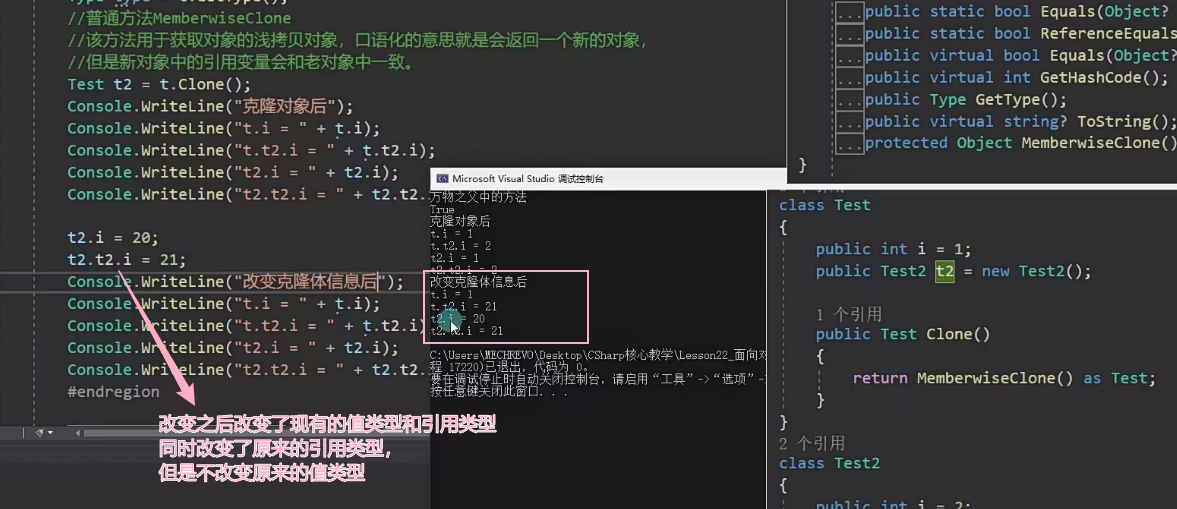 //普通方法MemberwiseClone
//该方法用于获取对象的浅拷贝对象，口语化的意思就是会返回一个新的对象，
//但是新对象中的引用变量会和老对象中一致。
Test t2 = t.Clone();
Console.WriteLine("克隆对象后");
Console.WriteLine("t.i = " + t.i);
Console.WriteLine("t.t2.i = " + t.t2.i);
Console.WriteLine("t2.i = " + t2.i);
Console.WriteLine("t2.t2.i = " + t2.t2.
t2.i = 20;
t2.t2.i = 21;
Console.WriteLine("改变克隆体信息后");
Console.WriteLine("t.i = " + t.i);
Console.WriteLine("t.t2.i = " + t.t2.i)
Console.WriteLine("t2.i = " + t2.i);
Console.WriteLine("t2.t2.i = " + t2.t2.
#endregion
改变之后改变了现有的值类型和引用类型
同时改变了原来的引用类型，
但是不改变原来的值类型
Microsoft Visual Studio 调试控制台
万物之父中的方法
True
克隆对象后
t.i = 1
t.t2.i = 2
t2.i = 1
t2.t2.i = 2
改变克隆体信息后
t.i = 1
t.t2.i = 21
t2.i = 20
t2.t2.i = 21
C:\Users\MECHREVO\Desktop\CSharp核心教学\Lesson22_面向对
程 17220)已退出，代码为 0。
要在调试停止时自动关闭控制台，请启用“工具”->“选项”-
按任意键关闭此窗口. . .
...public static bool Equals(Object?
...public static bool ReferenceEquals
...public virtual bool Equals(Object?
...public virtual int GetHashCode();
...public Type GetType();
...public virtual string? ToString();
...protected Object MemberwiseClone()
}
class Test
{
public int i = 1;
public Test2 t2 = new Test2();
1 个引用
public Test Clone()
{
return MemberwiseClone() as Test;
}
}
2 个引用
class Test2
{
public int i = 2;